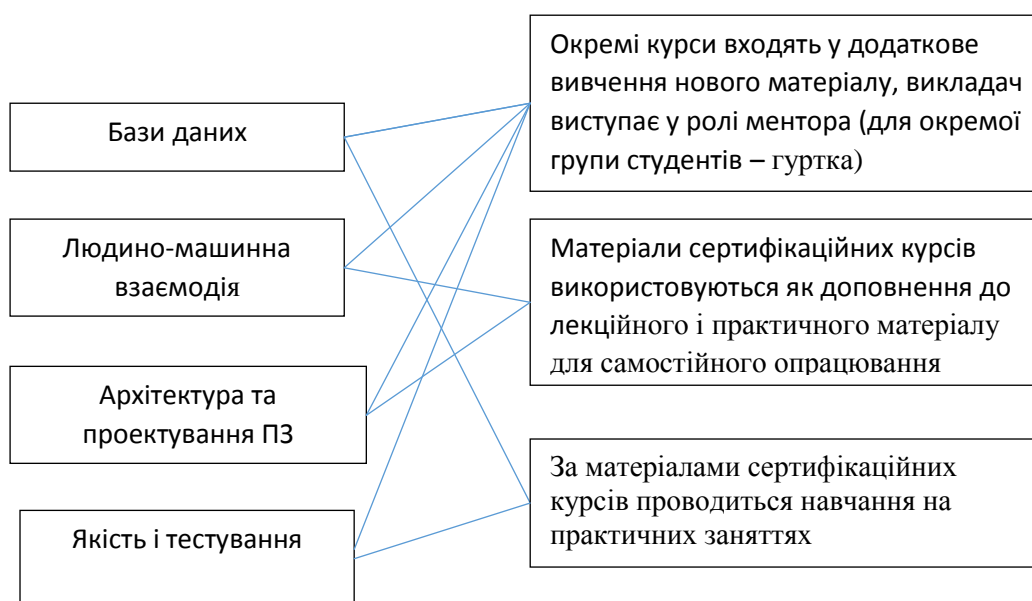 Бази даних
Людино-машинна
взаємодія
Архітектура та
проектування ПЗ
Якість і тестування
Окремі курси входять у додаткове
вивчення нового матеріалу, викладач
виступає у ролі ментора (для окремої
групи студентів – гуртка)
Матеріали сертифікаційних курсів
використовуються як доповнення до
лекційного і практичного матеріалу
для самостійного опрацювання
За матеріалами сертифікаційних
курсів проводиться навчання на
практичних заняттях